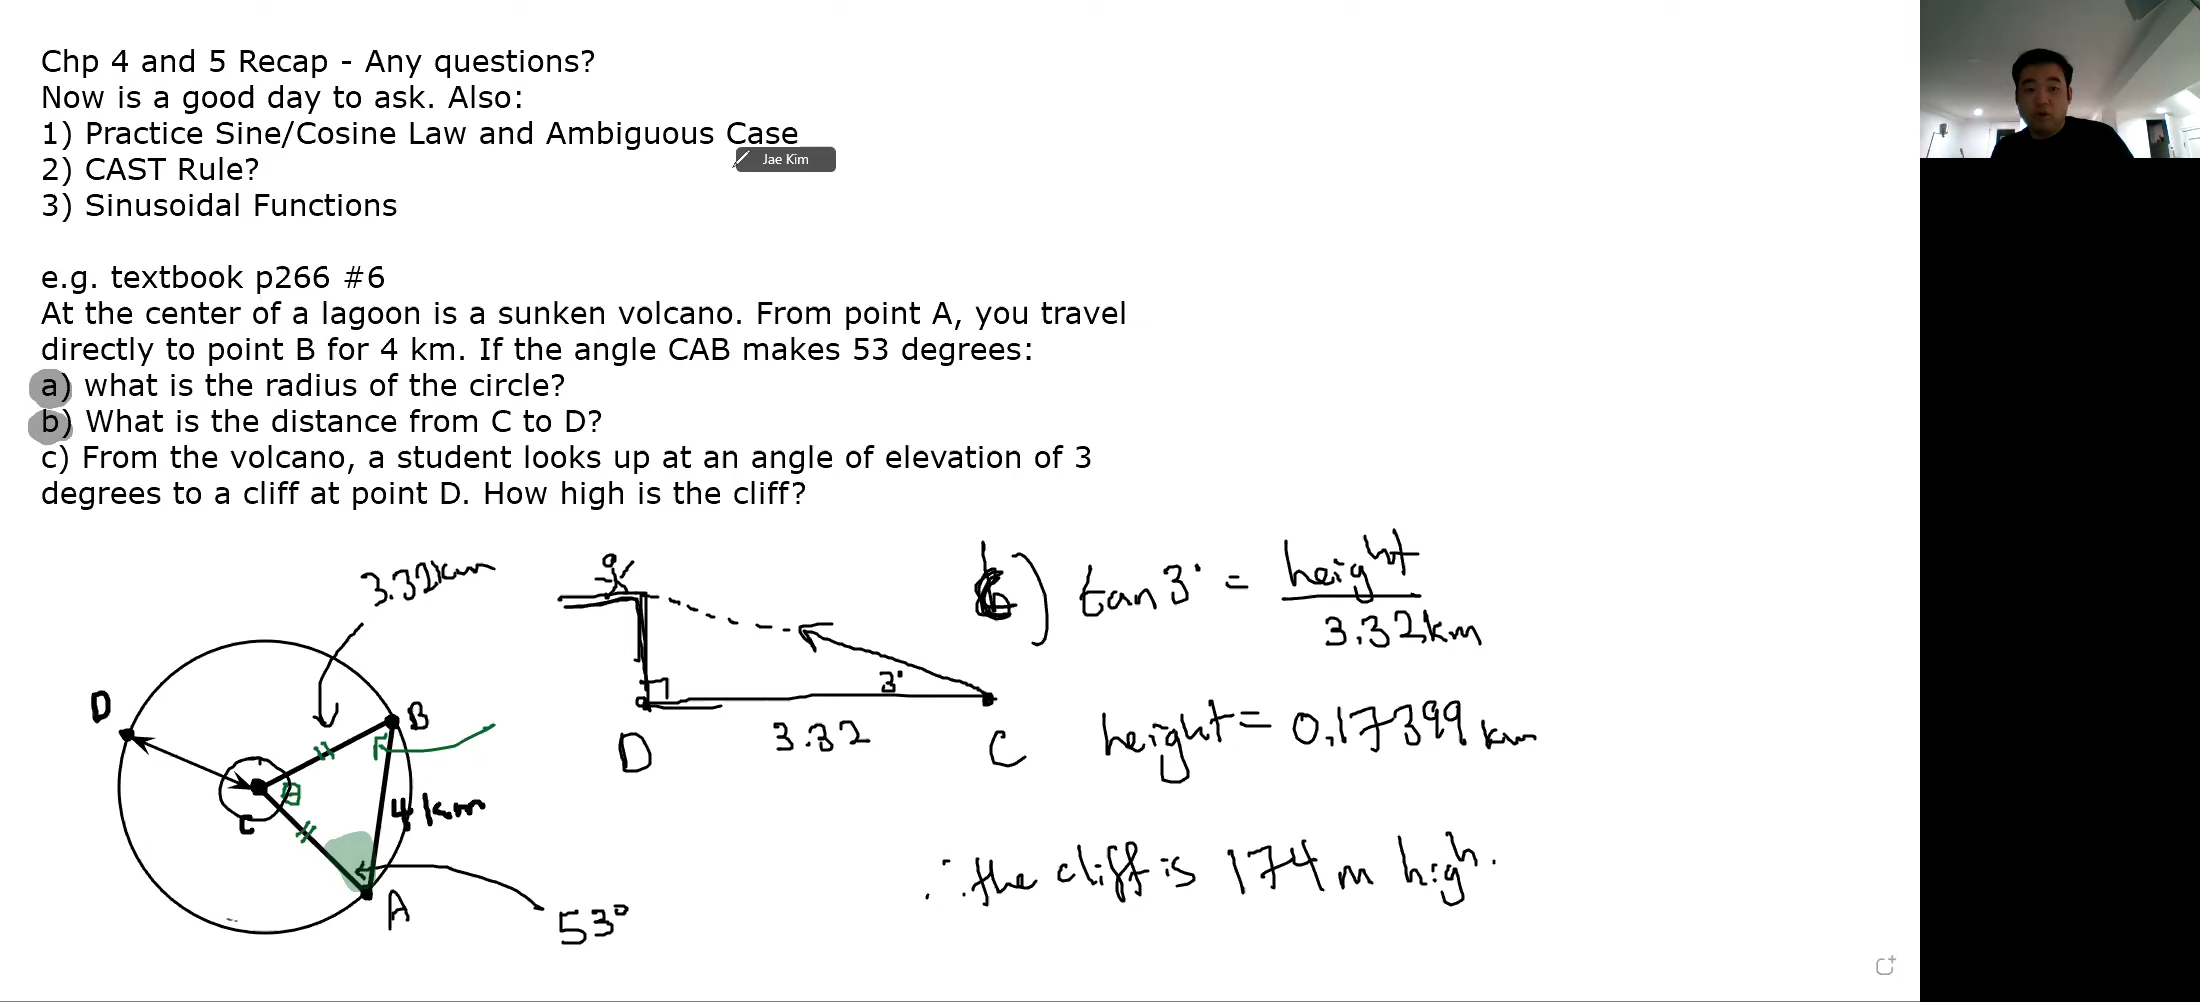 Chp 4 and 5 Recap - Any questions?
Now is a good day to ask. Also:
1) Practice Sine/Cosine Law and Ambiguous Case
Jae Kim
2) CAST Rule?
3) Sinusoidal Functions
e.g. textbook p266 #6
At the center of a lagoon is a sunken volcano. From point A, you travel
directly to point B for 4 km. If the angle CAB makes 53 degrees:
a) what is the radius of the circle?
b) What is the distance from C to D?
c) From the volcano, a student looks up at an angle of elevation of 3
degrees to a cliff at point D. How high is the cliff?
3.32km
D
B
F
θ
C
4 km
A
53°
3°
D
3.32
C
b) tan 3° = height
3.32km
height = 0.17399 km
∴ the cliff is 174 m high.